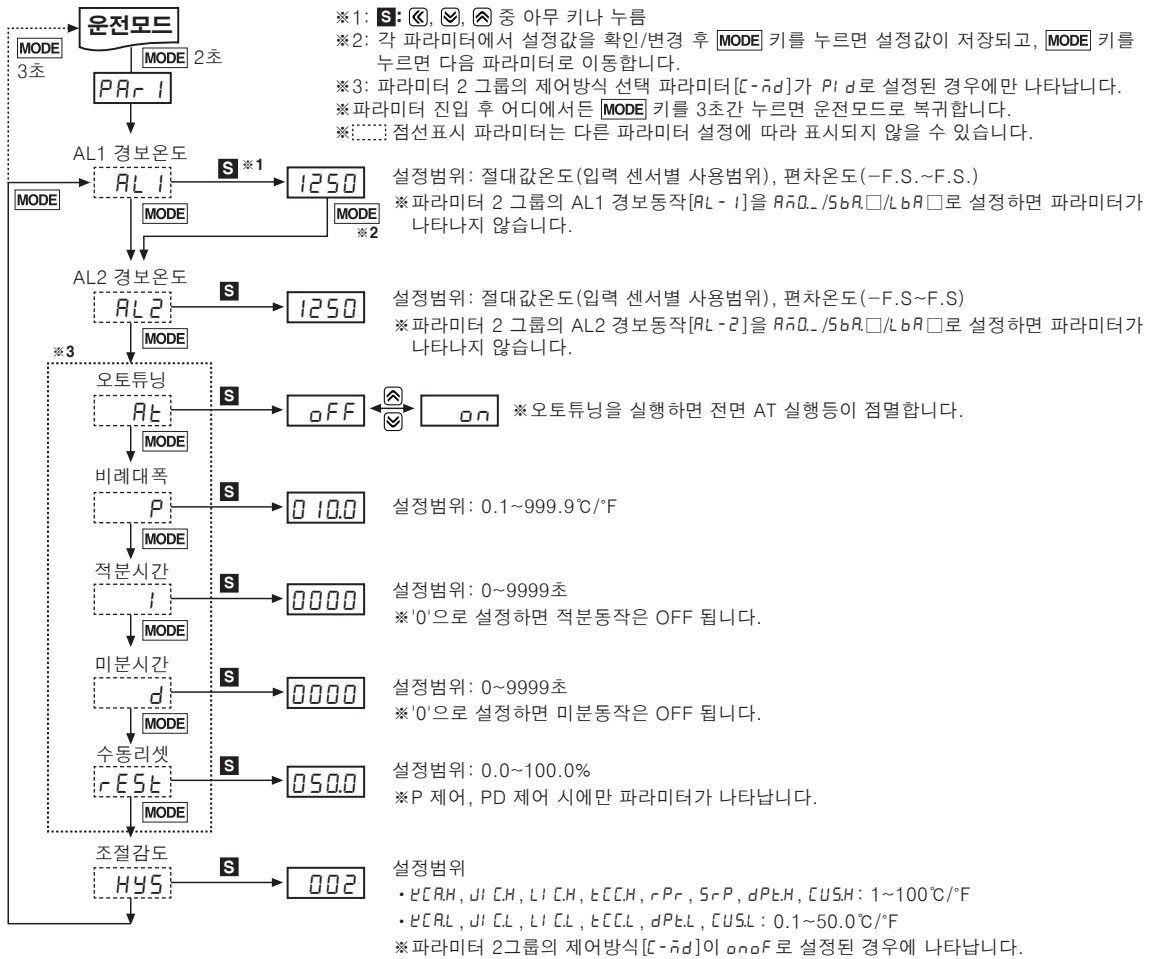 운전모드
MODE 3초
MODE 2초
PAr1
※1: S: ≪, ︾, ︽ 중 아무 키나 누름
※2: 각 파라미터에서 설정값을 확인/변경 후 MODE 키를 누르면 설정값이 저장되고, MODE 키를
누르면 다음 파라미터로 이동합니다.
※3: 파라미터 2 그룹의 제어방식 선택 파라미터[C-md]가 PId로 설정된 경우에만 나타납니다.
※파라미터 진입 후 어디에서든 MODE 키를 3초간 누르면 운전모드로 복귀합니다.
※ 점선표시 파라미터는 다른 파라미터 설정에 따라 표시되지 않을 수 있습니다.
AL1 경보온도
MODE
AL1
S ※1
1250
MODE
MODE ※2
설정범위: 절대값온도(입력 센서별 사용범위), 편차온도(-F.S.~F.S.)
※파라미터 2 그룹의 AL1 경보동작[AL-1]을 Am0._/SbA.□/LbA□로 설정하면 파라미터가
나타나지 않습니다.
AL2 경보온도
AL2
S
1250
MODE
설정범위: 절대값온도(입력 센서별 사용범위), 편차온도(-F.S~F.S)
※파라미터 2 그룹의 AL2 경보동작[AL-2]을 Am0._/SbA.□/LbA□로 설정하면 파라미터가
나타나지 않습니다.
※3
오토튜닝
At
S
oFF
on
※오토튜닝을 실행하면 전면 AT 실행등이 점멸합니다.
MODE
비례대폭
P
S
010.0
설정범위: 0.1~999.9℃/℉
MODE
적분시간
I
S
0000
설정범위: 0~9999초
※'0'으로 설정하면 적분동작은 OFF 됩니다.
MODE
미분시간
d
S
0000
설정범위: 0~9999초
※'0'으로 설정하면 미분동작은 OFF 됩니다.
MODE
수동리셋
rESt
S
050.0
설정범위: 0.0~100.0%
※P 제어, PD 제어 시에만 파라미터가 나타납니다.
MODE
조절감도
HYS
S
002
설정범위
• KCA.H, JIC.H, LIC.H, tCC.H, rPr, SrP, dPt.H, CUS.H: 1~100℃/℉
• KCA.L, JIC.L, LIC.L, tCC.L, dPt.L, CUS.L: 0.1~50.0℃/℉
※파라미터 2그룹의 제어방식[C-md]이 onoF로 설정된 경우에 나타납니다.